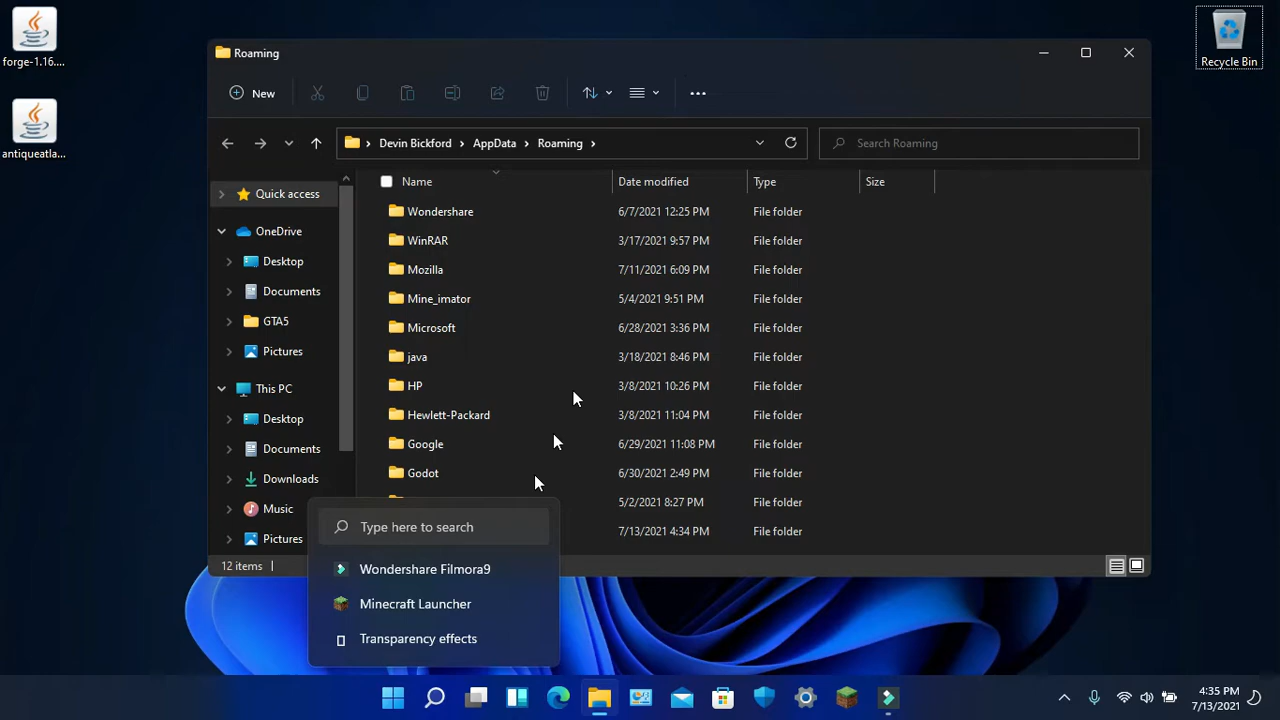 forge-1.16....
antiqueatla...
Recycle Bin
Roaming
New
Devin Bickford > AppData > Roaming >
Search Roaming
Name Date modified Type Size
Quick access
OneDrive
Desktop
Documents
GTA5
Pictures
This PC
Desktop
Documents
Downloads
Music
Pictures
Wondershare 6/7/2021 12:25 PM File folder
WinRAR 3/17/2021 9:57 PM File folder
Mozilla 7/11/2021 6:09 PM File folder
Mine_imator 5/4/2021 9:51 PM File folder
Microsoft 6/28/2021 3:36 PM File folder
java 3/18/2021 8:46 PM File folder
HP 3/8/2021 10:26 PM File folder
Hewlett-Packard 3/8/2021 11:04 PM File folder
Google 6/29/2021 11:08 PM File folder
Godot 6/30/2021 2:49 PM File folder
5/2/2021 8:27 PM File folder
7/13/2021 4:34 PM File folder
12 items
Type here to search
Wondershare Filmora9
Minecraft Launcher
Transparency effects
4:35 PM
7/13/2021